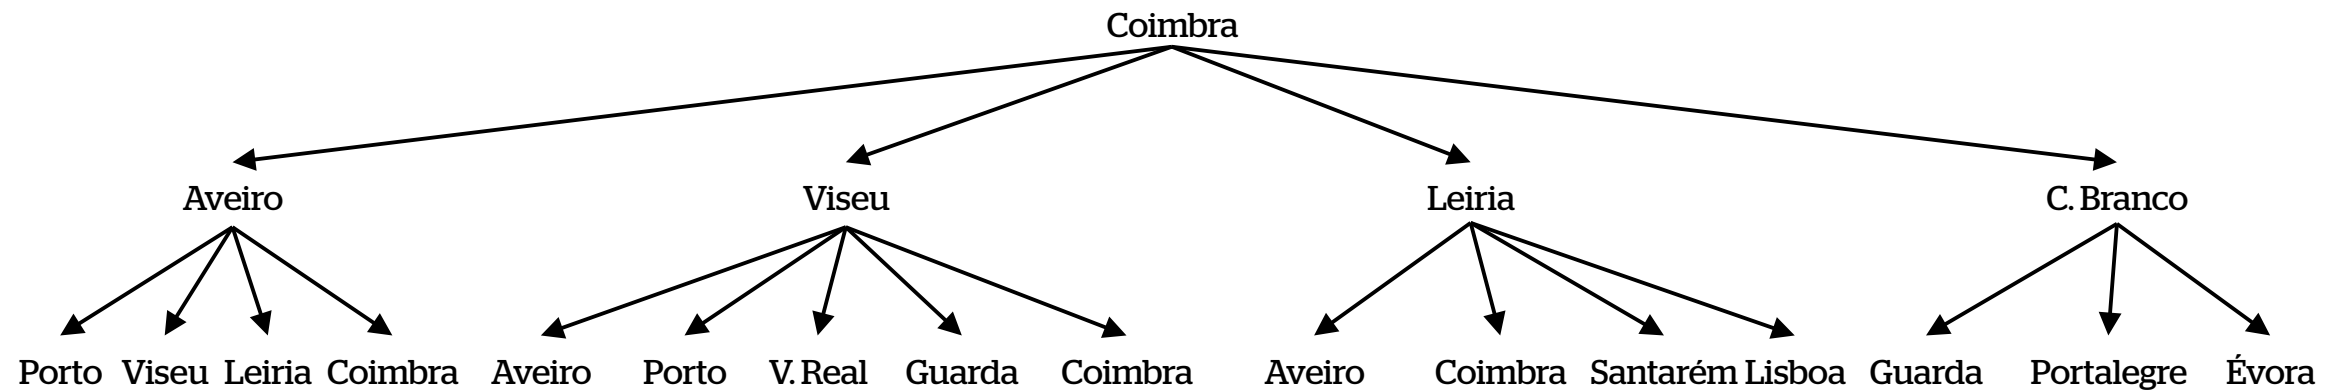 Coimbra
Aveiro Viseu Leiria C. Branco
Porto Viseu Leiria Coimbra Aveiro Porto V. Real Guarda Coimbra Aveiro Coimbra Santarém Lisboa Guarda Portalegre Évora